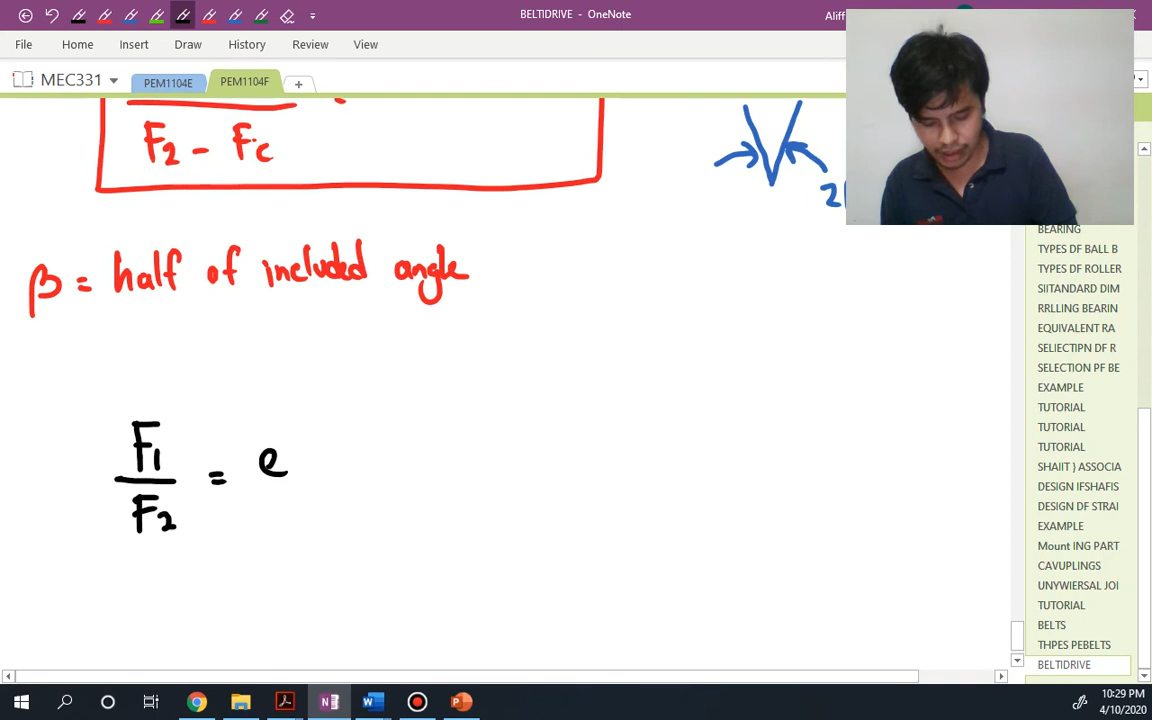 BELTIDRIVE - OneNote
Aliff
File Home Insert Draw History Review View
MEC331
PEM1104E
PEM1104F
F2 - Fc
β = half of included angle
F1
F2
= e
BEARING
TYPES DF BALL B
TYPES DF ROLLER
SIITANDARD DIM
RRLLING BEARIN
EQUIVALENT RA
SELIECTIPN DF R
SELECTION PF BE
EXAMPLE
TUTORIAL
TUTORIAL
TUTORIAL
SHAIIT } ASSOCIA
DESIGN IFSHAFIS
DESIGN DF STRAI
EXAMPLE
Mount ING PART
CAVUPLINGS
UNYWIERSAL JOI
TUTORIAL
BELTS
THPES PEBELTS
BELTIDRIVE
10:29 PM
4/10/2020